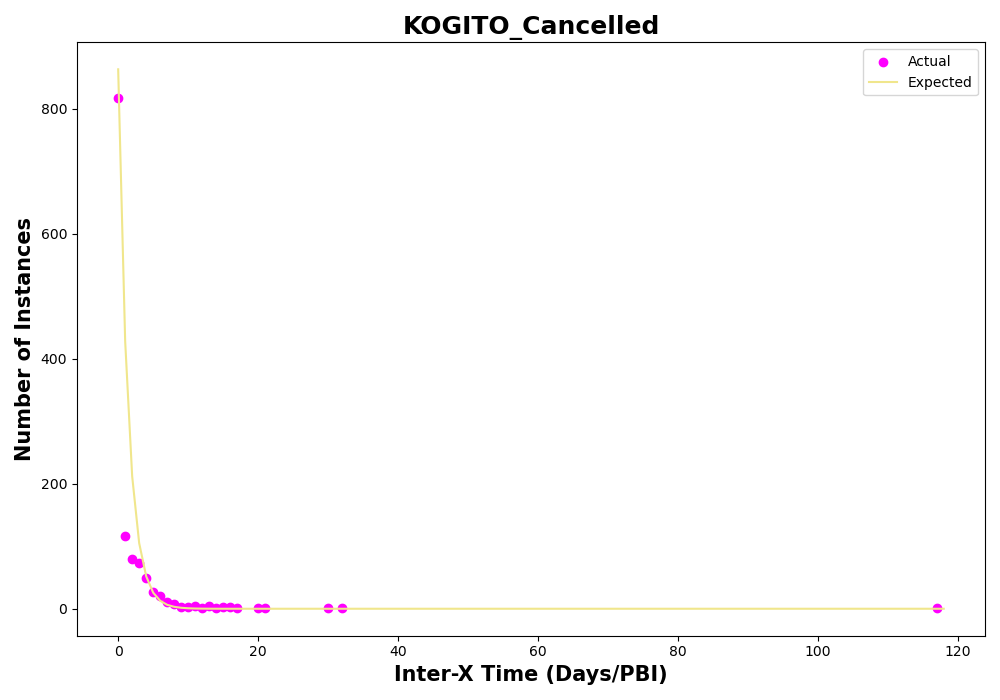 KOGITO_Cancelled
Actual
Expected
Number of Instances
800
600
400
200
0
0 20 40 60 80 100 120
Inter-X Time (Days/PBI)